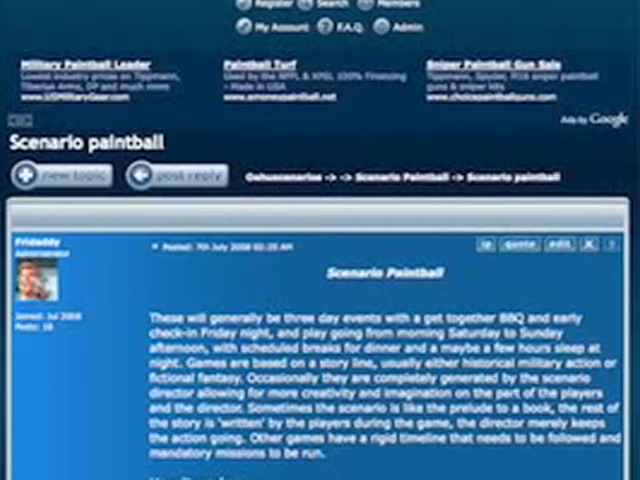 Register Search Members
My Account F.A.Q. Admin
Military Paintball Leader Paintball Turf Sniper Paintball Gun Sale
Lowest industry prices on Tippmann, Used by the NPPL & XPSL 100% Financing Tippmann, Spyder, M16 sniper paintball
Tiberius Arms, DP and much more - Made in USA guns & sniper kits
www.USMilitaryGear.com www.choicepaintballguns.com
Ads by Google
Scenario paintball
new topic post reply -> -> Scenario Paintball -> Scenario paintball
Fridaddy Posted: 7th July 2008 02:20 AM ip quote edit X
Administrator
Scenario Paintball
Joined: Jul 2008
Posts: 10
These will generally be three day events with a get together BBQ and early
check-in Friday night, and play going from morning Saturday to Sunday
afternoon, with scheduled breaks for dinner and a maybe a few hours sleep at
night. Games are based on a story line, usually either historical military action or
fictional fantasy. Occasionally they are completely generated by the scenario
director allowing for more creativity and imagination on the part of the players
and the director. Sometimes the scenario is like the prelude to a book, the rest of
the story is 'written' by the players during the game, the director merely keeps
the action going. Other games have a rigid timeline that needs to be followed and
mandatory missions to be run.